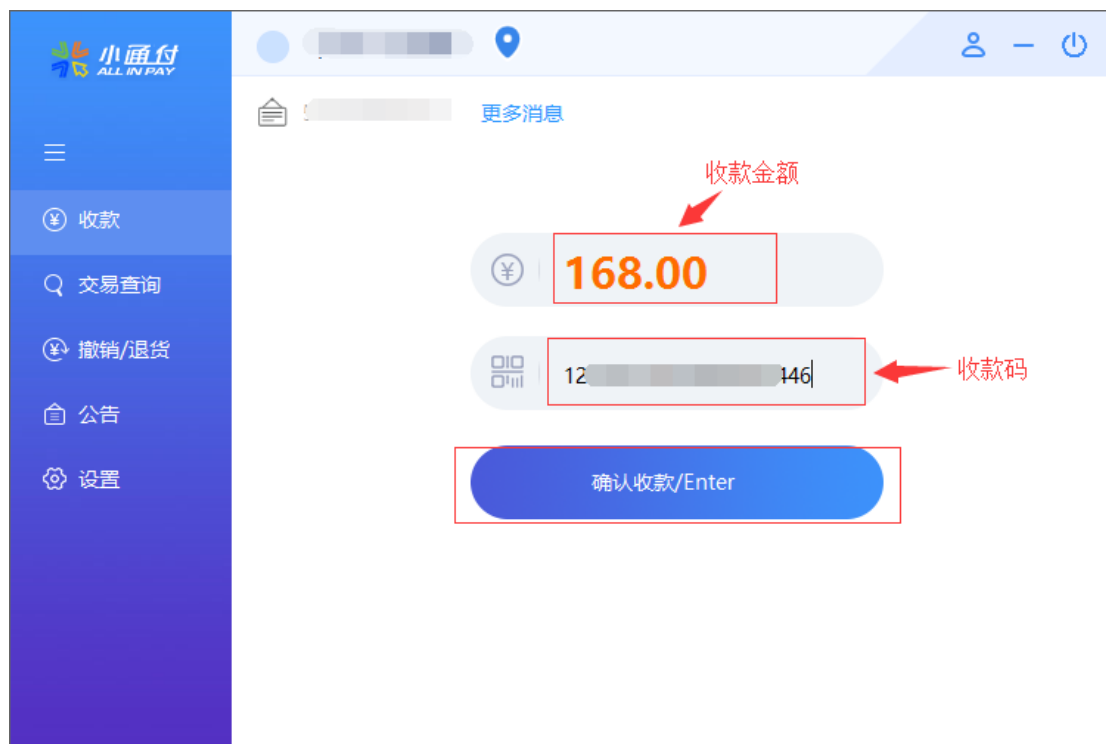 小通付
ALL IN PAY
更多消息
收款金额
收款
¥
168.00
交易查询
撤销/退货
12
446
收款码
公告
设置
确认收款/Enter